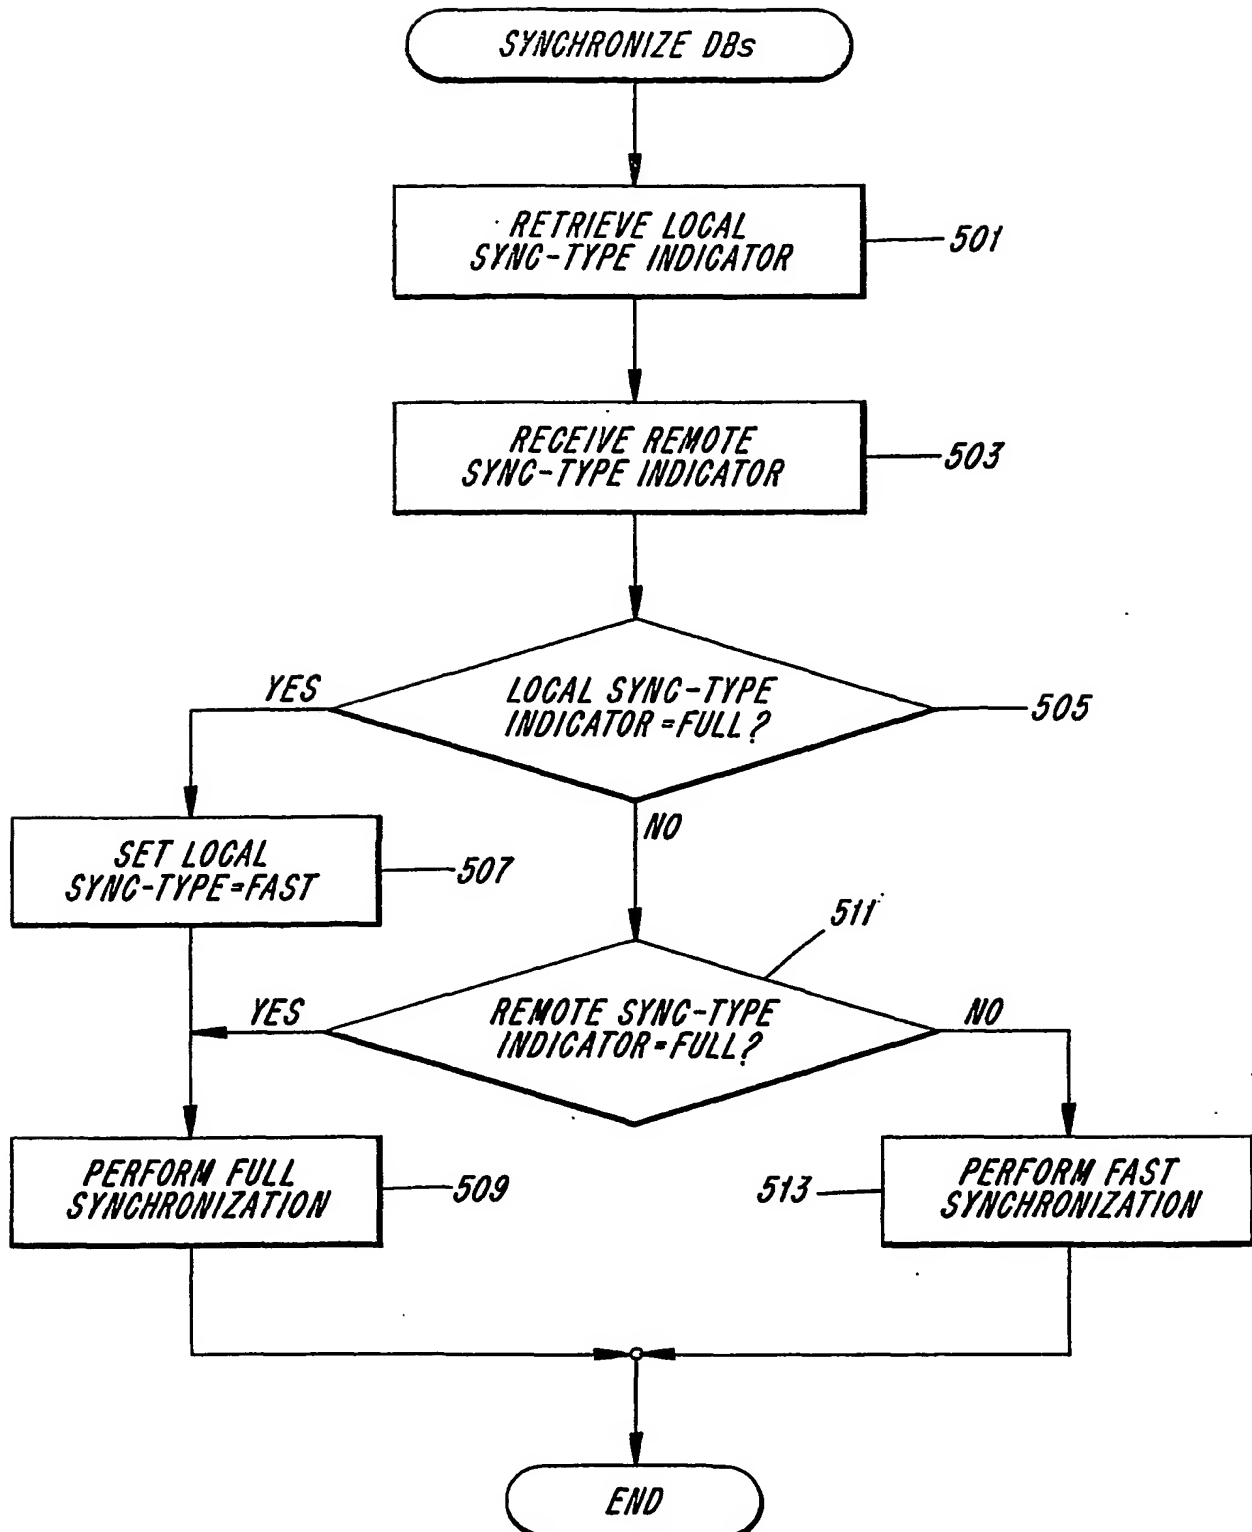 SYNCHRONIZE DBs
RETRIEVE LOCAL
SYNC-TYPE INDICATOR
501
RECEIVE REMOTE
SYNC-TYPE INDICATOR
503
YES
LOCAL SYNC-TYPE
INDICATOR=FULL?
505
NO
SET LOCAL
SYNC-TYPE=FAST
507
511
YES
REMOTE SYNC-TYPE
INDICATOR=FULL?
NO
PERFORM FULL
SYNCHRONIZATION
509
513
PERFORM FAST
SYNCHRONIZATION
END